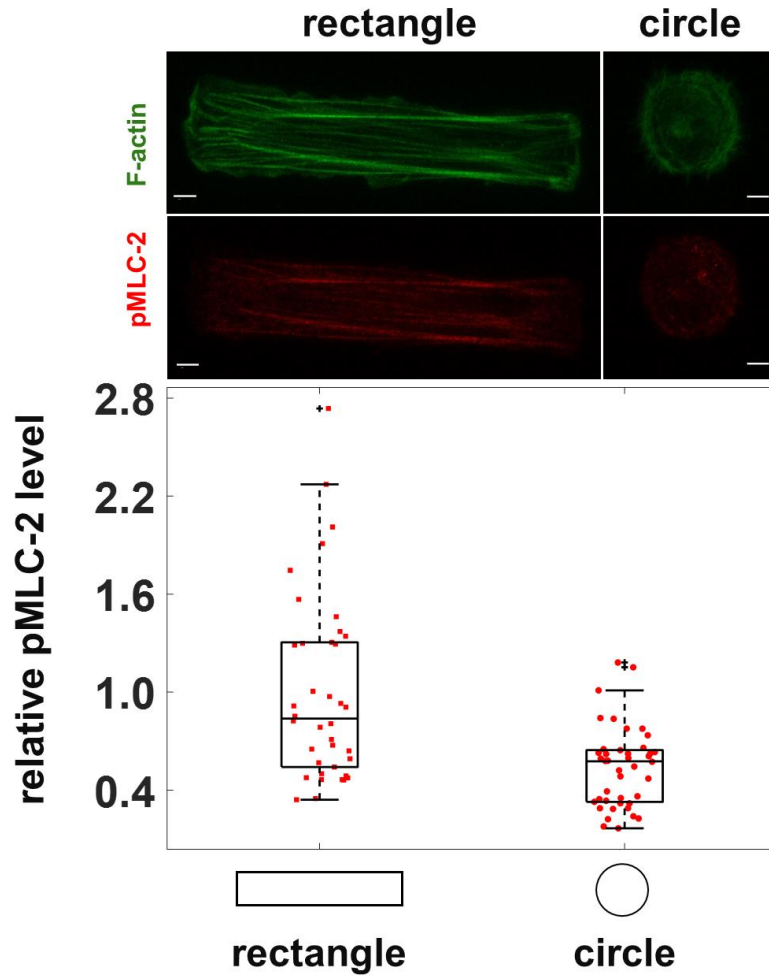 rectangle circle
F-actin
pMLC-2
relative pMLC-2 level
2.8
2.2
1.6
1.0
0.4
rectangle circle